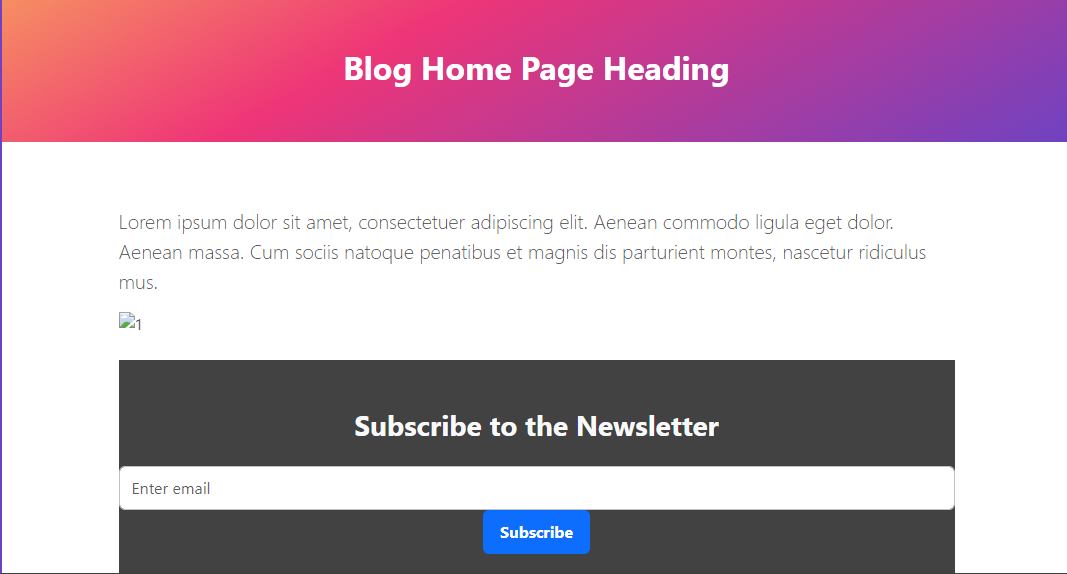 Blog Home Page Heading
Lorem ipsum dolor sit amet, consectetuer adipiscing elit. Aenean commodo ligula eget dolor.
Aenean massa. Cum sociis natoque penatibus et magnis dis parturient montes, nascetur ridiculus
mus.
1
Subscribe to the Newsletter
Enter email
Subscribe